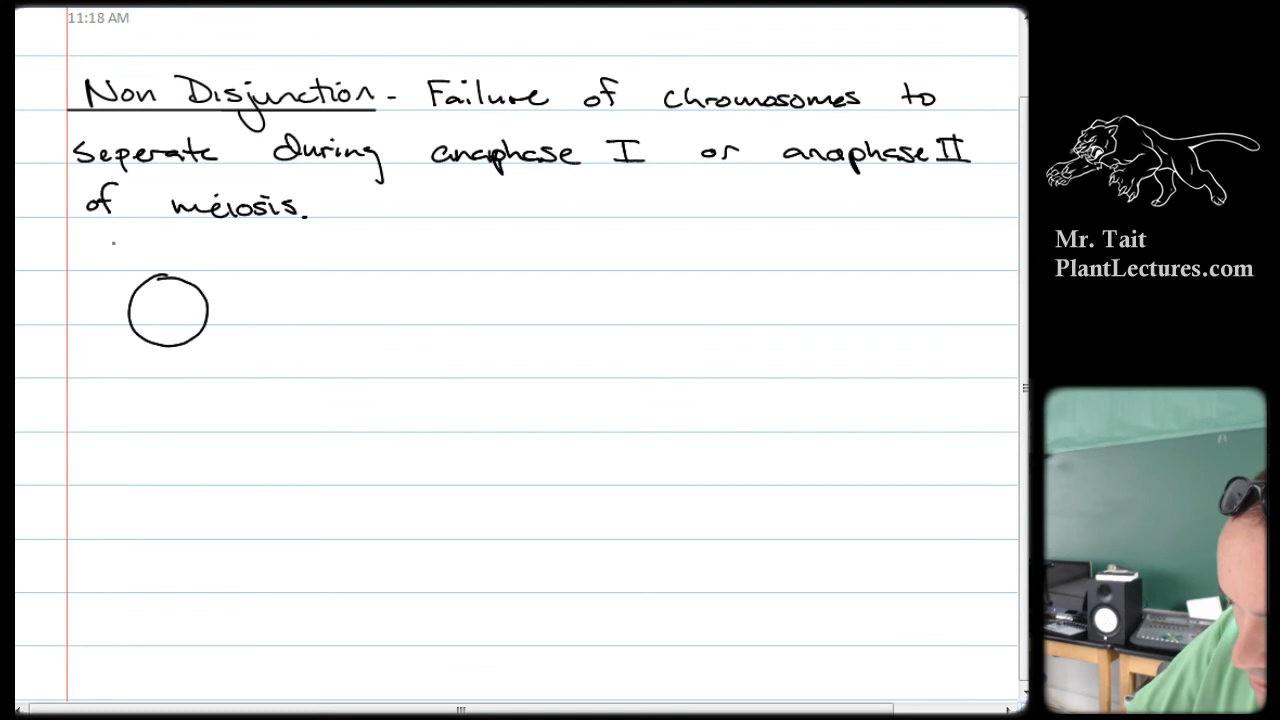 11:18 AM
Non Disjunction - Failure of chromosomes to
seperate during anaphase I or anaphase II
of meiosis.
Mr. Tait
PlantLectures.com